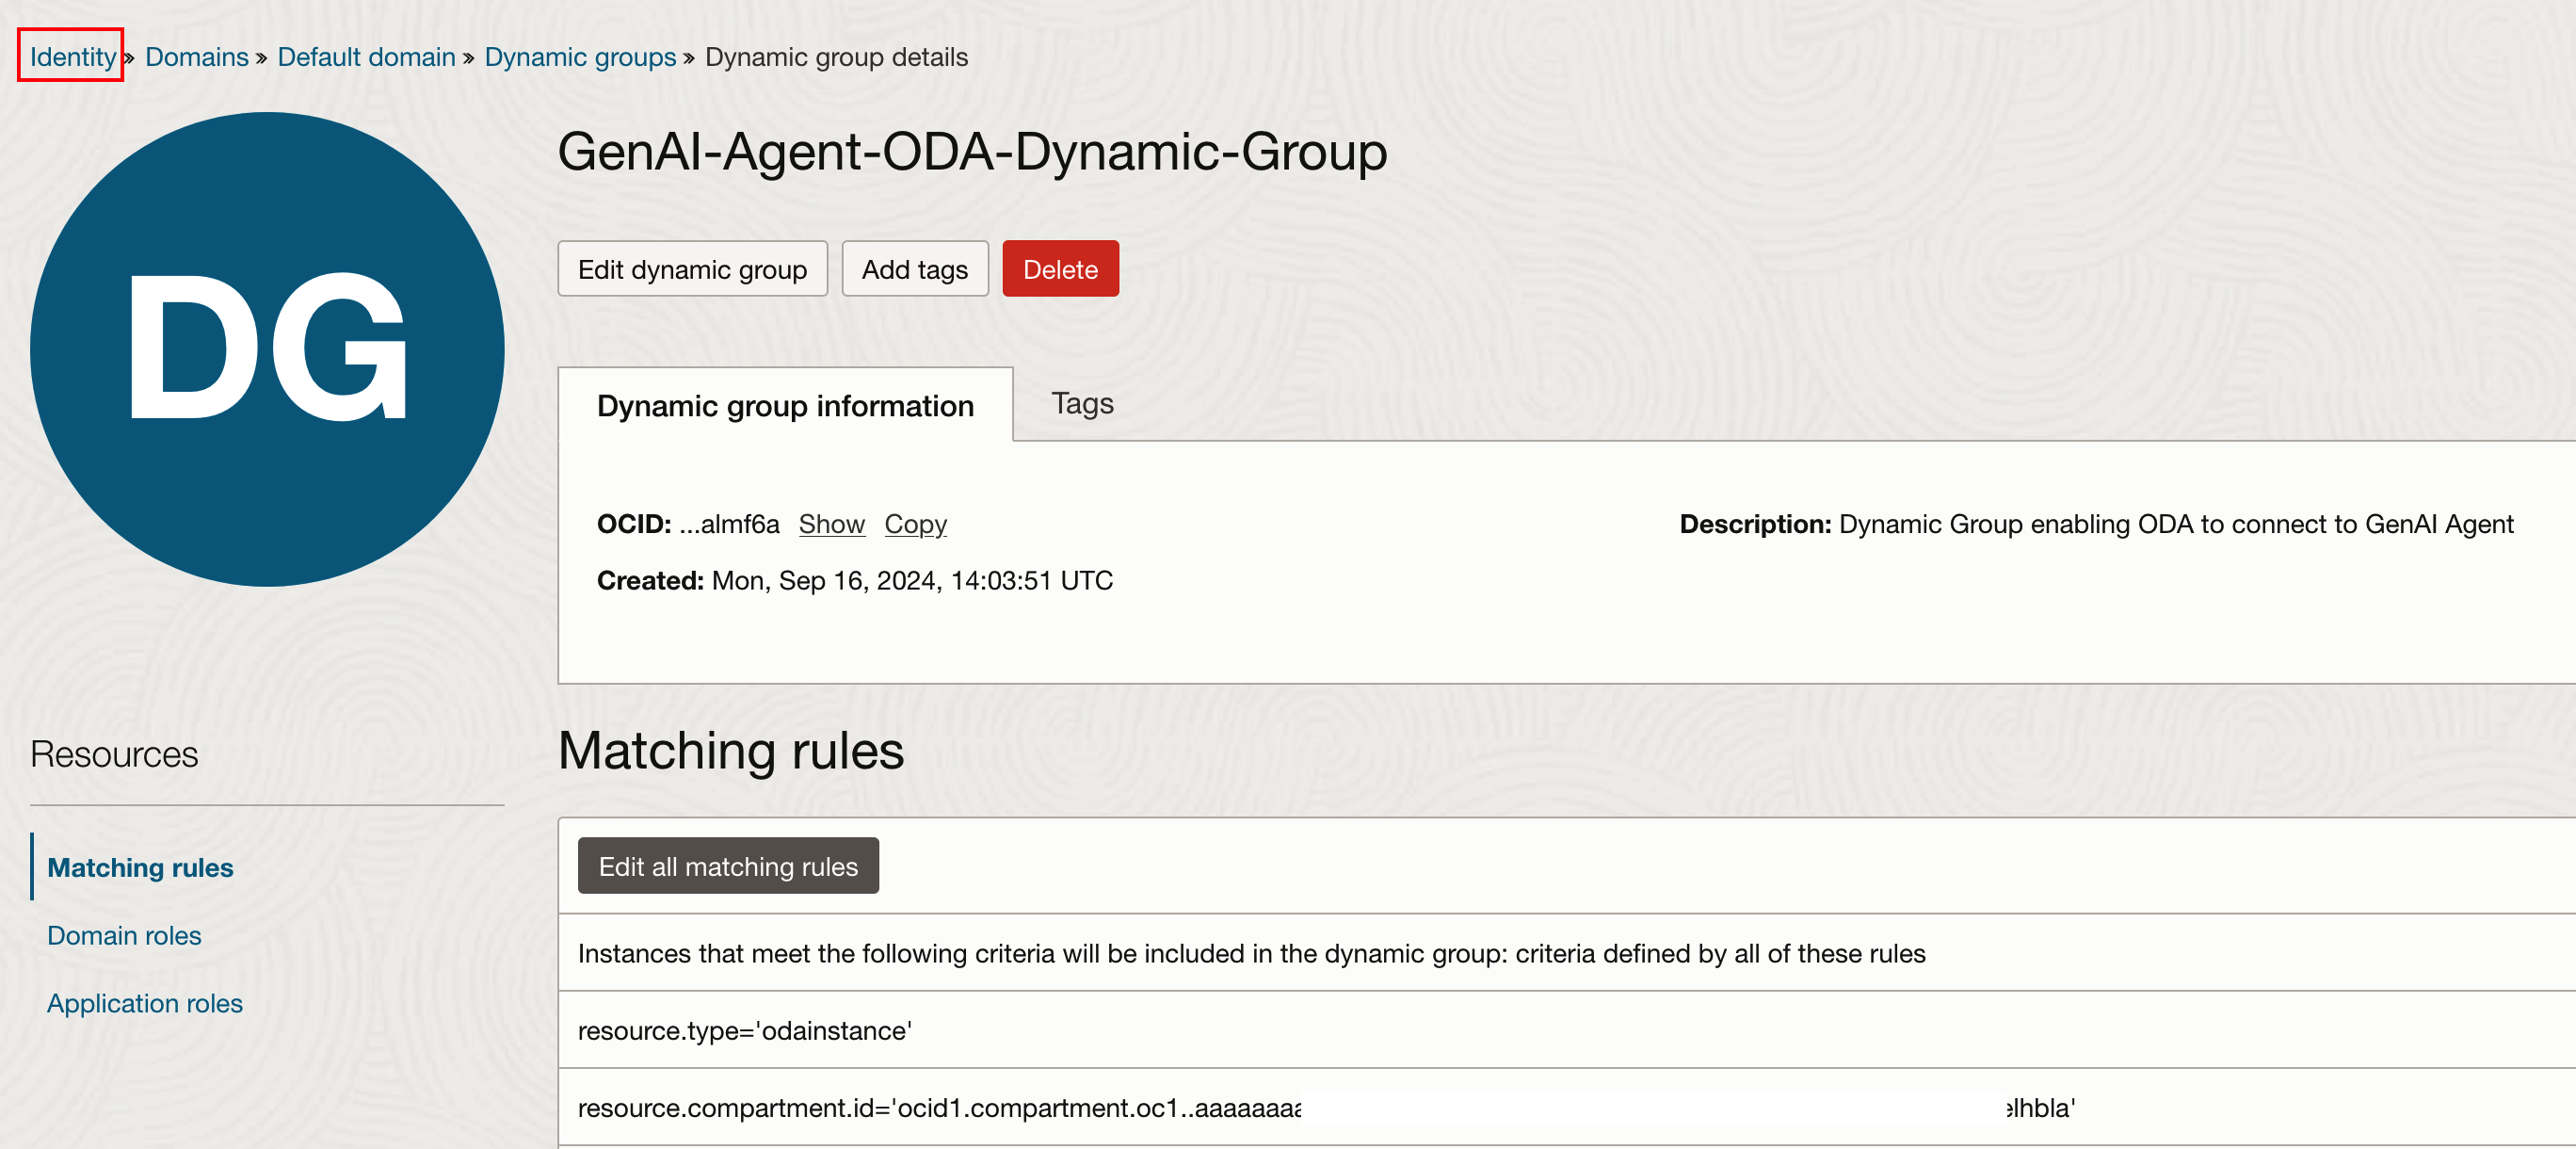 Identity » Domains » Default domain » Dynamic groups » Dynamic group details
DG
GenAI-Agent-ODA-Dynamic-Group
Edit dynamic group Add tags Delete
Dynamic group information Tags
OCID: ...almf6a Show Copy Description: Dynamic Group enabling ODA to connect to GenAI Agent
Created: Mon, Sep 16, 2024, 14:03:51 UTC
Resources
Matching rules
Domain roles
Application roles
Matching rules
Edit all matching rules
Instances that meet the following criteria will be included in the dynamic group: criteria defined by all of these rules
resource.type='odainstance'
resource.compartment.id='ocid1.compartment.oc1..aaaaaaaa elhbla'